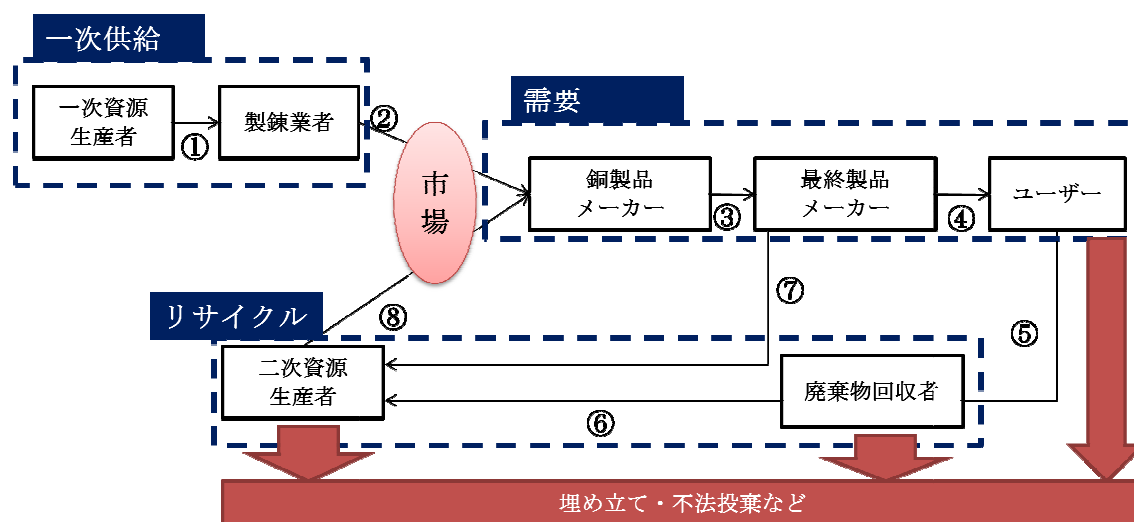 一次供給
一次資源
生産者
①
製錬業者
②
市
場
需要
銅製品
メーカー
③
最終製品
メーカー
④
ユーザー
⑦
⑤
リサイクル
⑧
二次資源
生産者
⑥
廃棄物回収者
埋め立て・不法投棄など